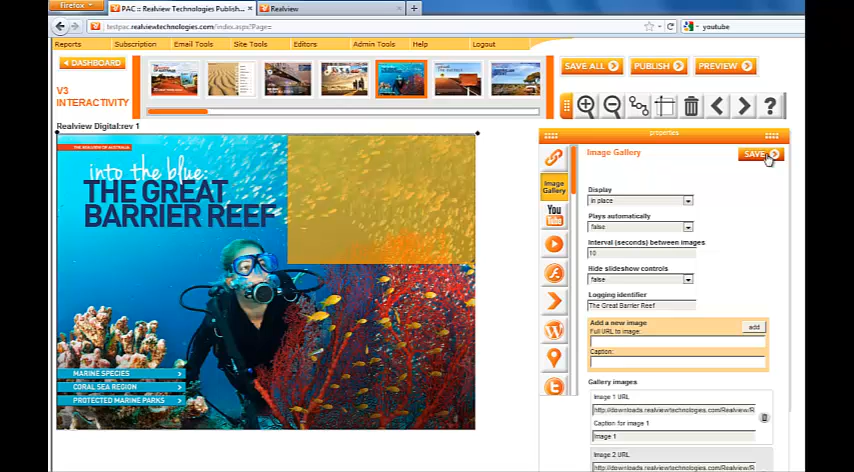 Firefox
PAC :: Realview Technologies Publish...
Realview
testpac.realviewtechnologies.com/index.aspx?Page=
youtube
Reports
Subscription
Email Tools
Site Tools
Editors
Admin Tools
Help
Logout
DASHBOARD
SAVE ALL
PUBLISH
PREVIEW
V3
INTERACTIVITY
Realview Digital:rev 1
properties
into the blue:
THE GREAT
BARRIER REEF
MARINE SPECIES
CORAL SEA REGION
PROTECTED MARINE PARKS
Image Gallery
SAVE
Image
Gallery
You
Tube
Display
in place
Plays automatically
false
Interval (seconds) between images
10
Hide slideshow controls
false
Logging identifier
The Great Barrier Reef
Add a new image
add
Full URL to image:
Caption:
Gallery images
Image 1 URL
http://downloads.realviewtechnologies.com/Realview/R
Caption for image 1
image 1
Image 2 URL
http://downloads.realviewtechnologies.com/Realview/R